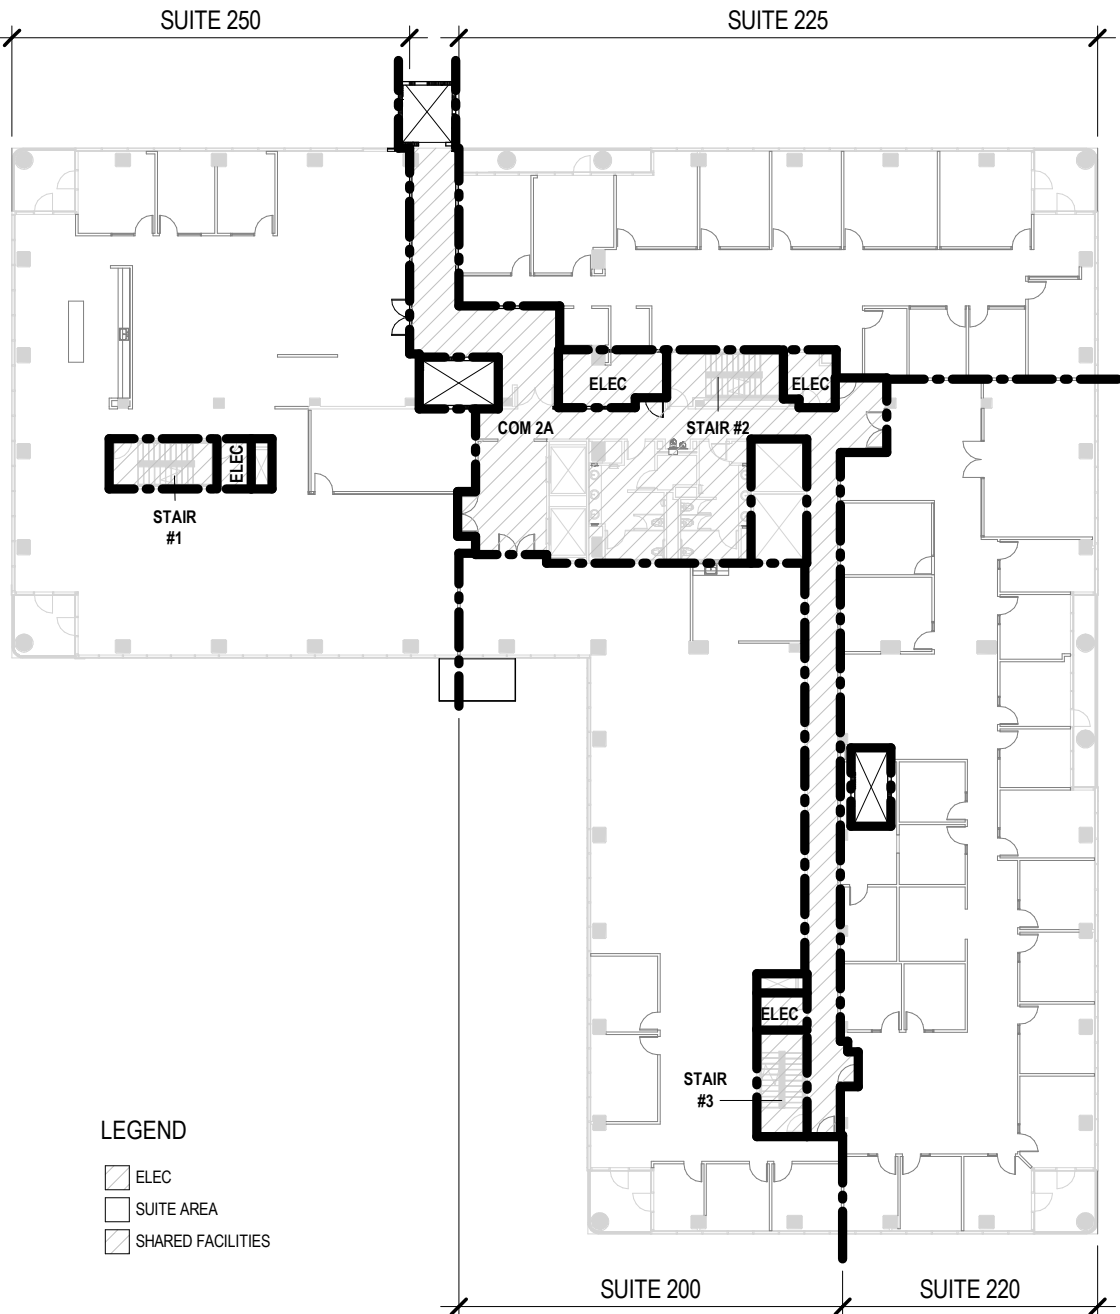 SUITE 250
SUITE 225
ELEC
ELEC
COM 2A
STAIR #2
ELEC
STAIR
#1
ELEC
STAIR
#3
LEGEND
ELEC
SUITE AREA
SHARED FACILITIES
SUITE 200
SUITE 220